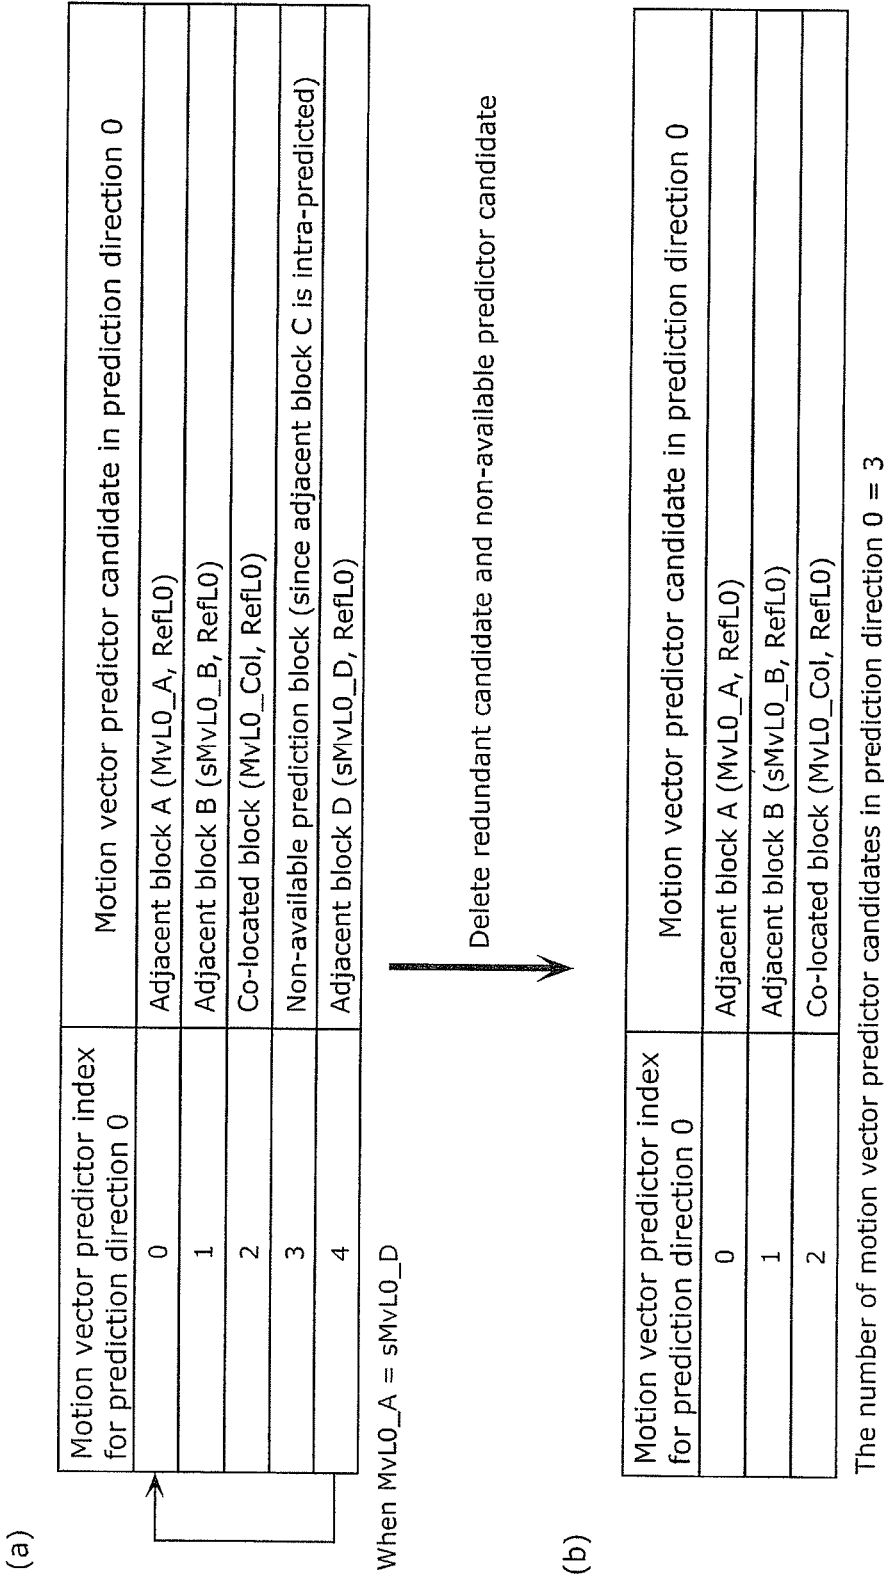 (a)
Motion vector predictor index
for prediction direction 0
Motion vector predictor candidate in prediction direction 0
0
Adjacent block A (MvL0_A, RefL0)
1
Adjacent block B (sMvL0_B, RefL0)
2
Co-located block (MvL0_Col, RefL0)
3
Non-available prediction block (since adjacent block C is intra-predicted)
4
Adjacent block D (sMvL0_D, RefL0)
When MvL0_A = sMvL0_D
Delete redundant candidate and non-available predictor candidate
(b)
Motion vector predictor index
for prediction direction 0
Motion vector predictor candidate in prediction direction 0
0
Adjacent block A (MvL0_A, RefL0)
1
Adjacent block B (sMvL0_B, RefL0)
2
Co-located block (MvL0_Col, RefL0)
The number of motion vector predictor candidates in prediction direction 0 = 3